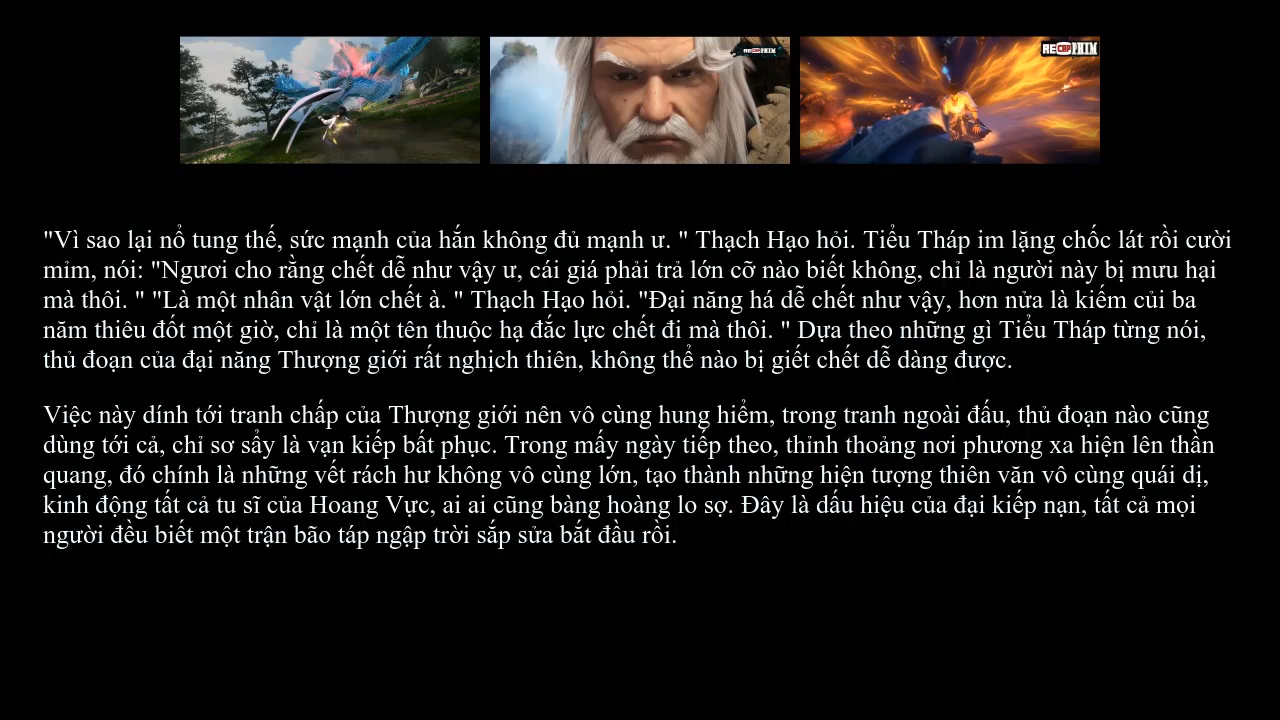 RECAP PHIM
RECAP PHIM
"Vì sao lại nổ tung thế, sức mạnh của hắn không đủ mạnh ư. " Thạch Hạo hỏi. Tiểu Tháp im lặng chốc lát rồi cười
mỉm, nói: "Ngươi cho rằng chết dễ như vậy ư, cái giá phải trả lớn cỡ nào biết không, chỉ là người này bị mưu hại
mà thôi. " "Là một nhân vật lớn chết à. " Thạch Hạo hỏi. "Đại năng há dễ chết như vậy, hơn nửa là kiếm củi ba
năm thiêu đốt một giờ, chỉ là một tên thuộc hạ đắc lực chết đi mà thôi. " Dựa theo những gì Tiểu Tháp từng nói,
thủ đoạn của đại năng Thượng giới rất nghịch thiên, không thể nào bị giết chết dễ dàng được.
Việc này dính tới tranh chấp của Thượng giới nên vô cùng hung hiểm, trong tranh ngoài đấu, thủ đoạn nào cũng
dùng tới cả, chỉ sơ sẩy là vạn kiếp bất phục. Trong mấy ngày tiếp theo, thỉnh thoảng nơi phương xa hiện lên thần
quang, đó chính là những vết rách hư không vô cùng lớn, tạo thành những hiện tượng thiên văn vô cùng quái dị,
kinh động tất cả tu sĩ của Hoang Vực, ai ai cũng bàng hoàng lo sợ. Đây là dấu hiệu của đại kiếp nạn, tất cả mọi
người đều biết một trận bão táp ngập trời sắp sửa bắt đầu rồi.